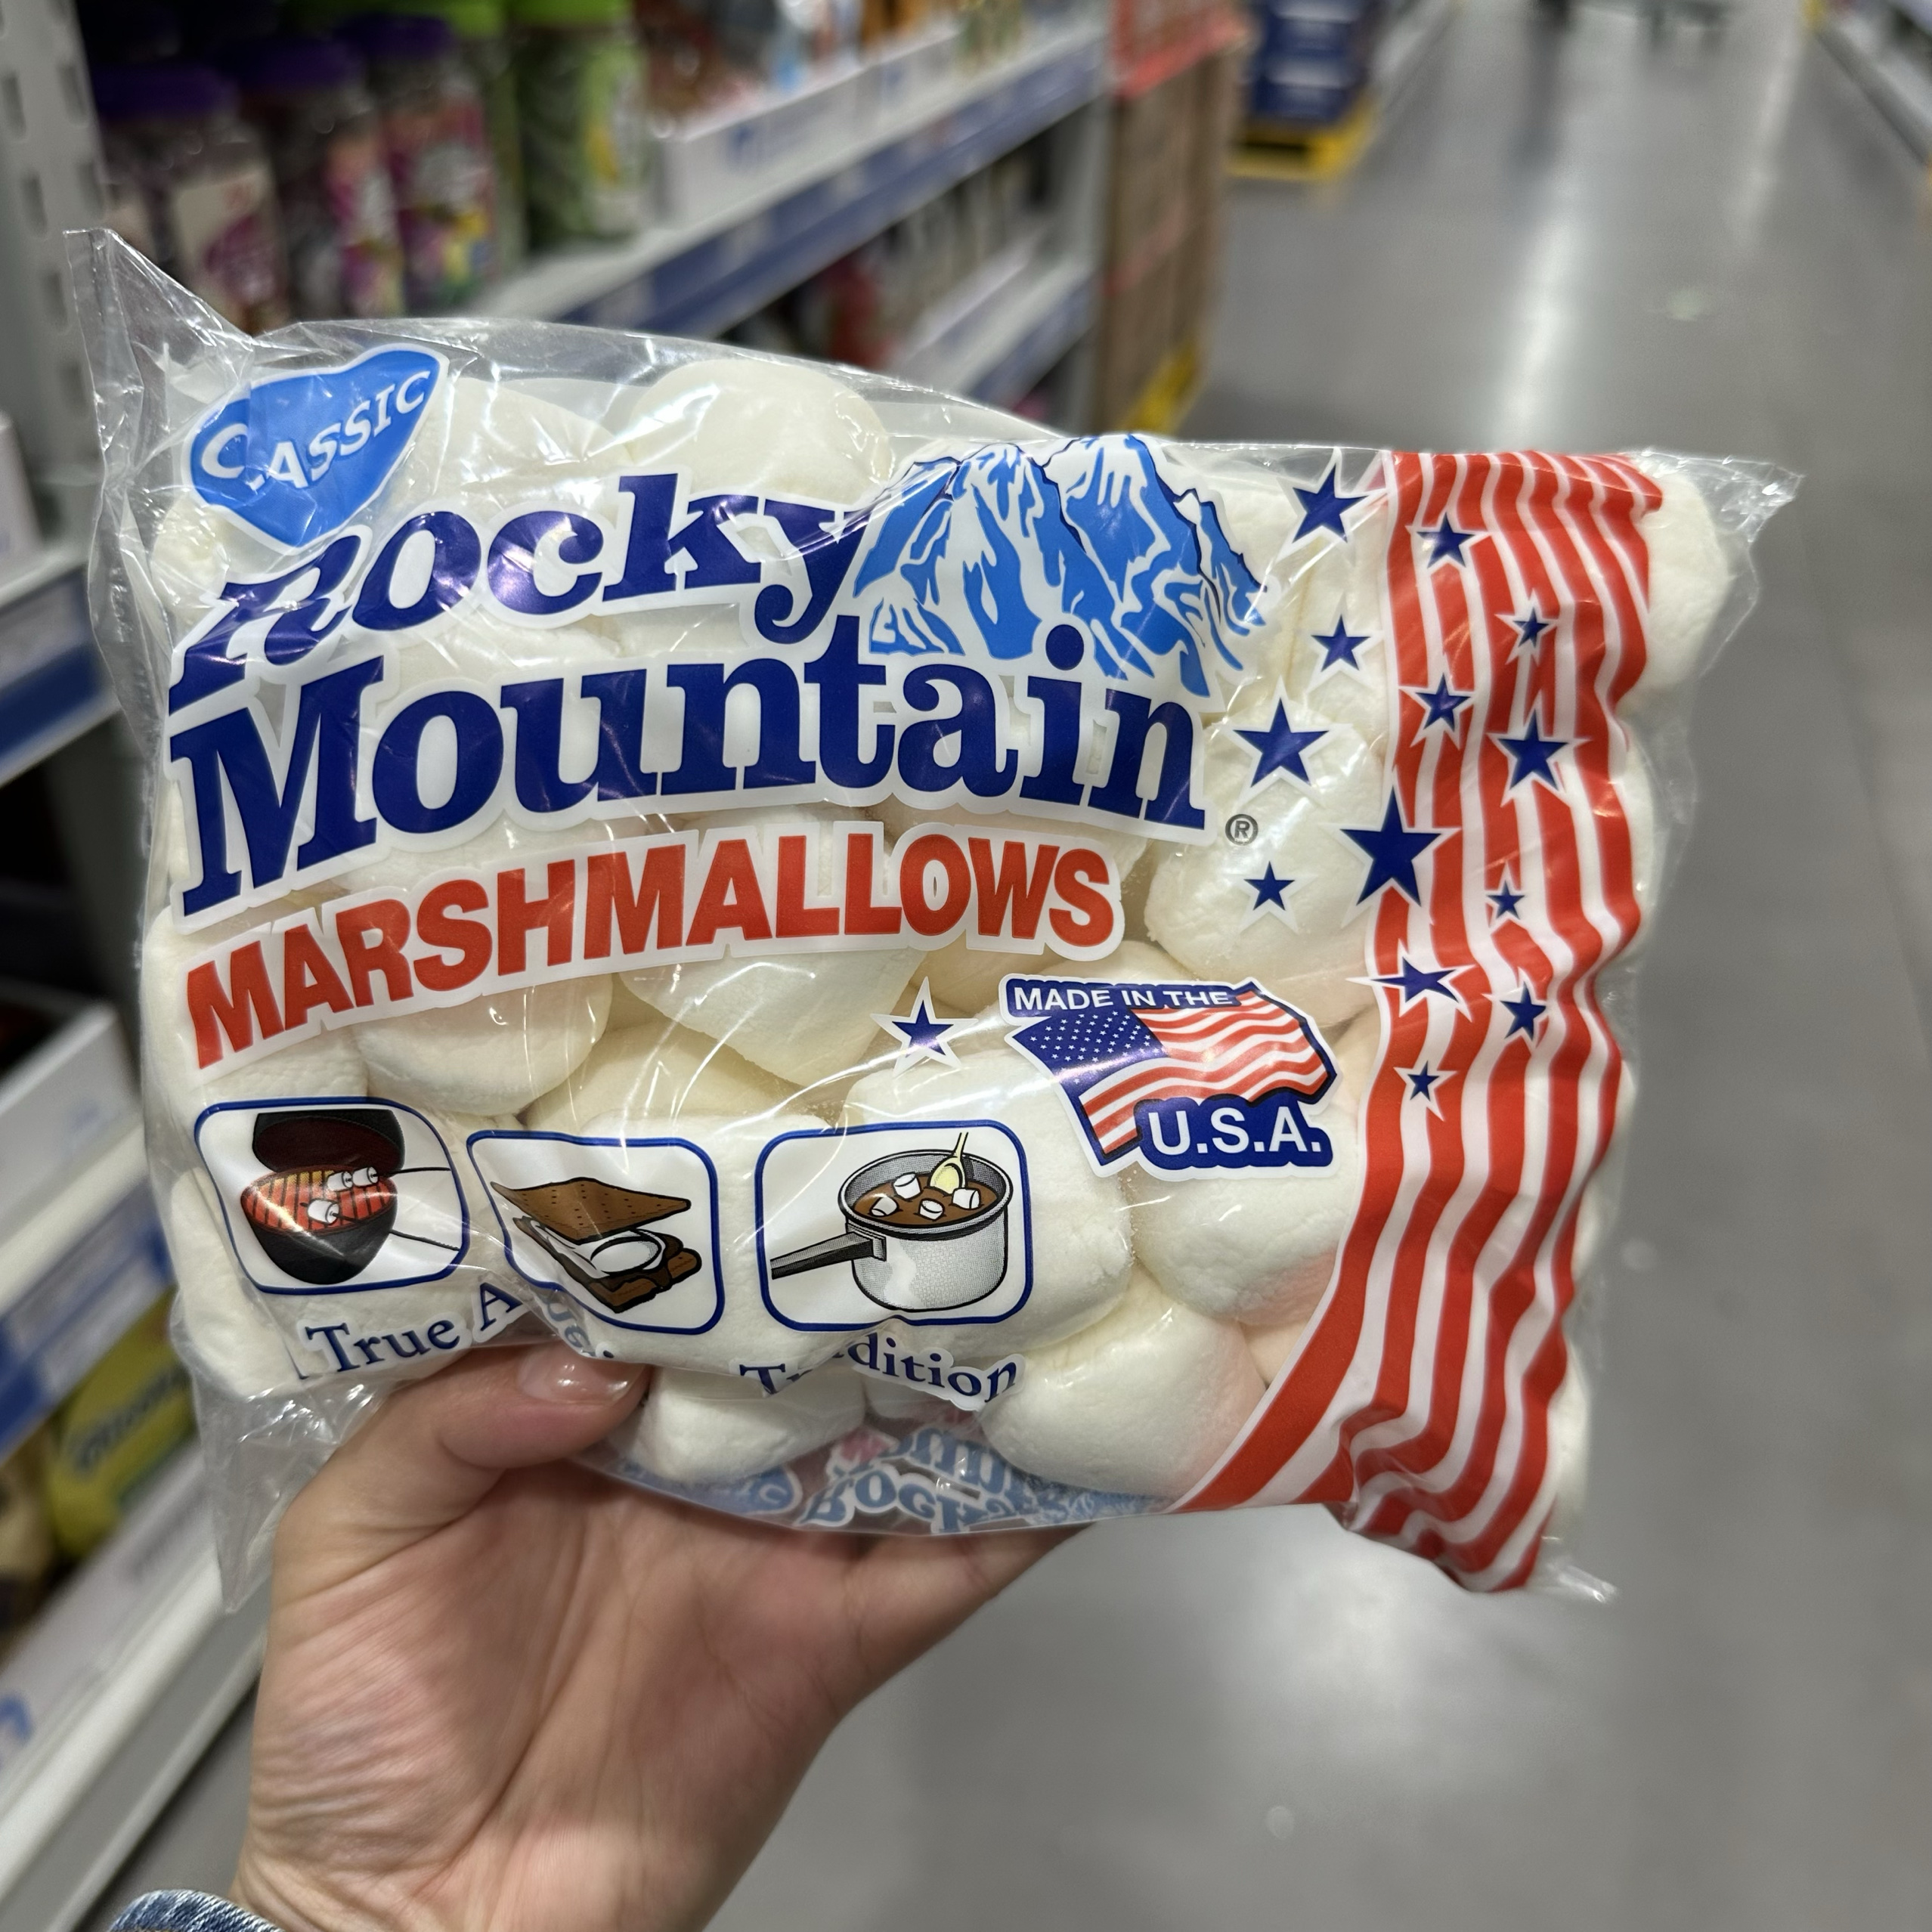 CLASSIC
Rocky
Mountain
®
MARSHMALLOWS
MADE IN THE
U.S.A.
True A
Tradition